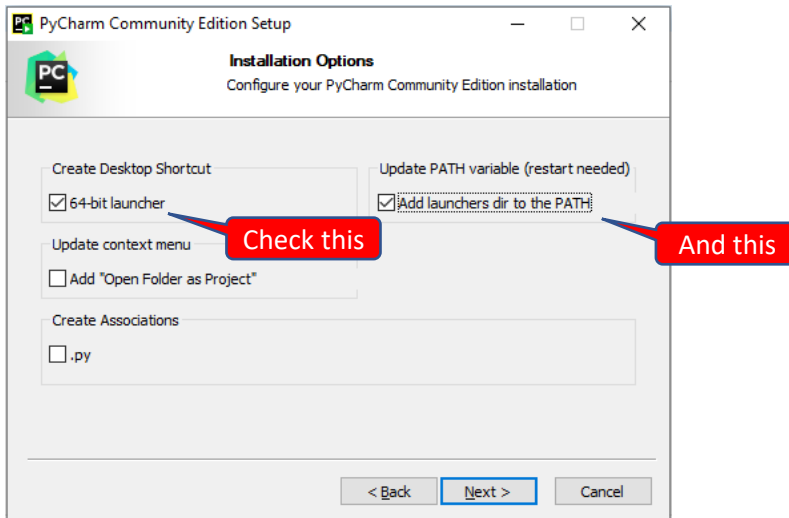 PyCharm Community Edition Setup
PC
Installation Options
Configure your PyCharm Community Edition installation
Create Desktop Shortcut
Update PATH variable (restart needed)
64-bit launcher
Add launchers dir to the PATH
Check this
And this
Update context menu
Add "Open Folder as Project"
Create Associations
.py
< Back
Next >
Cancel